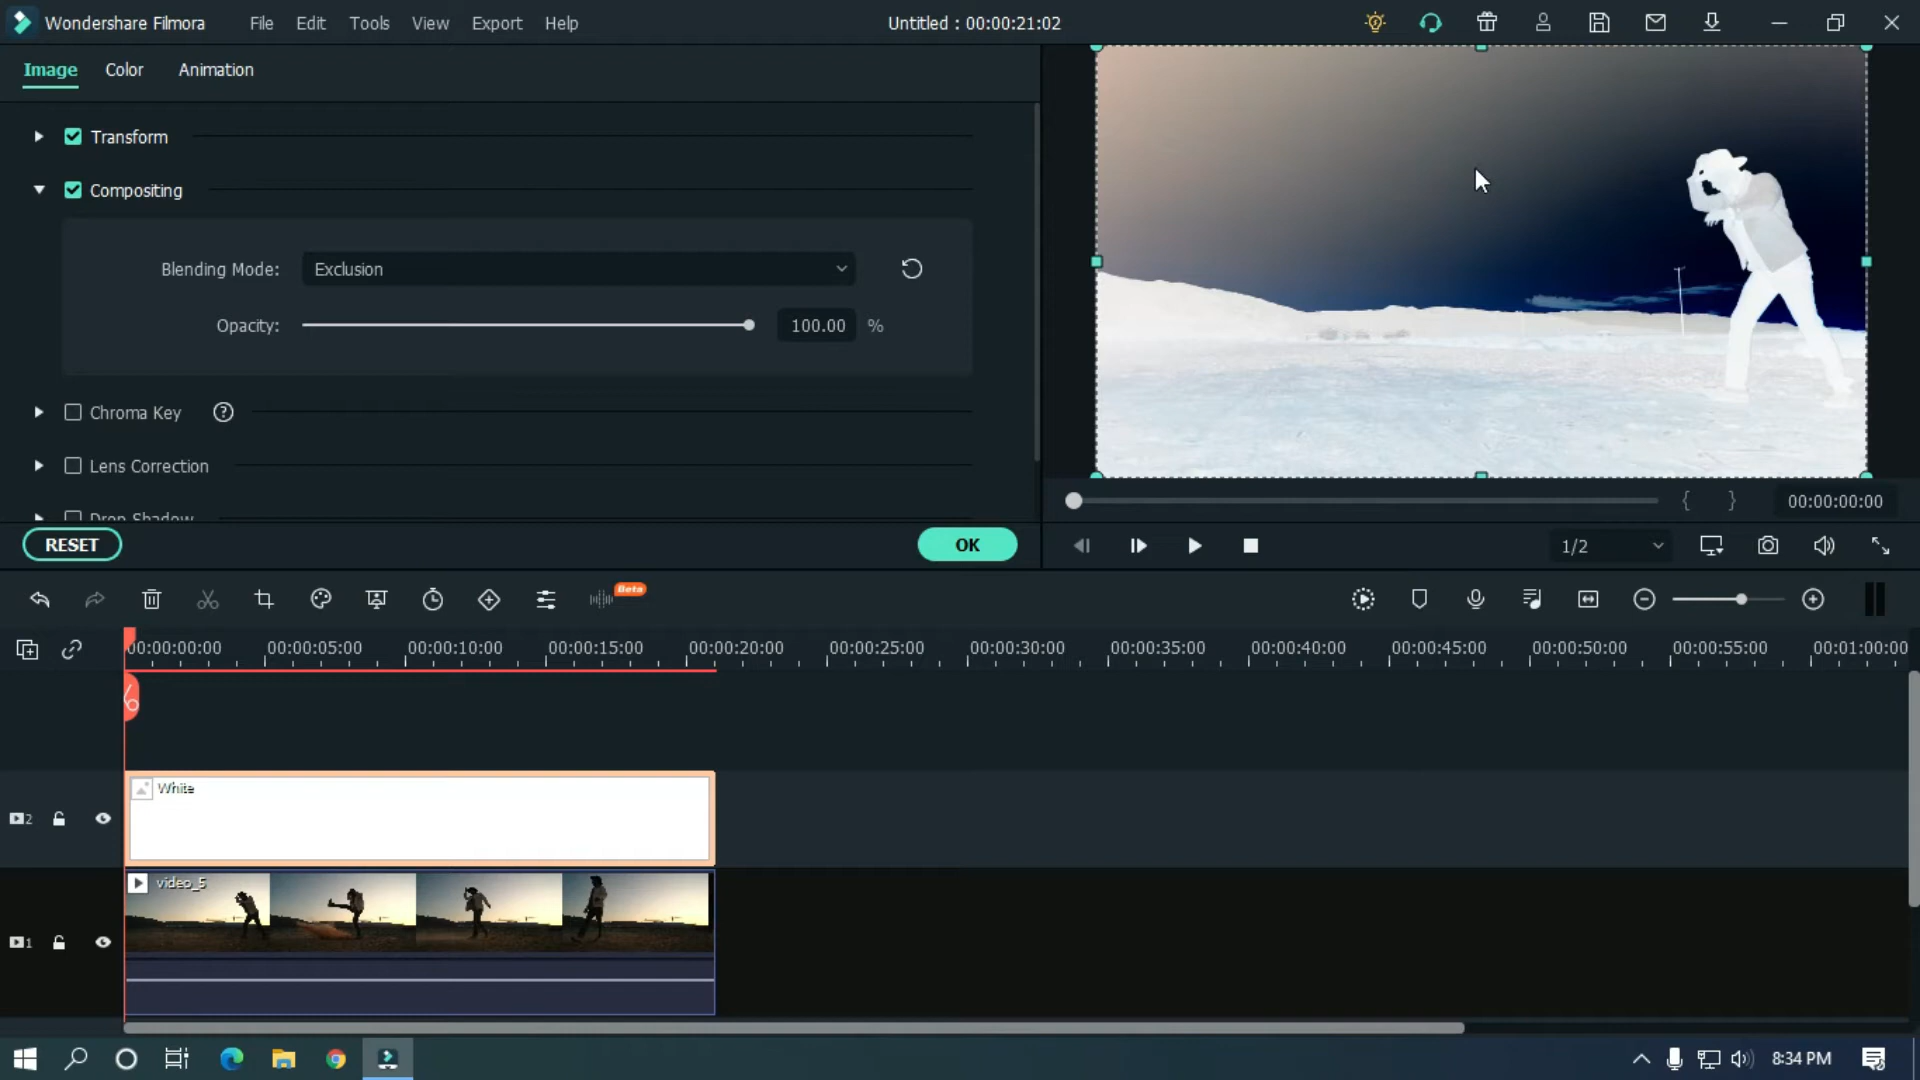 Wondershare Filmora File Edit Tools View Export Help Untitled : 00:00:21:02
Image Color Animation
Transform
Compositing
Blending Mode: Exclusion
Opacity: 100.00 %
Chroma Key ?
Lens Correction
Drop Shadow
RESET OK
{ } 00:00:00:00
1/2
Beta
00:00:00:00 00:00:05:00 00:00:10:00 00:00:15:00 00:00:20:00 00:00:25:00 00:00:30:00 00:00:35:00 00:00:40:00 00:00:45:00 00:00:50:00 00:00:55:00 00:01:00:00
White
2
video_5
1
8:34 PM